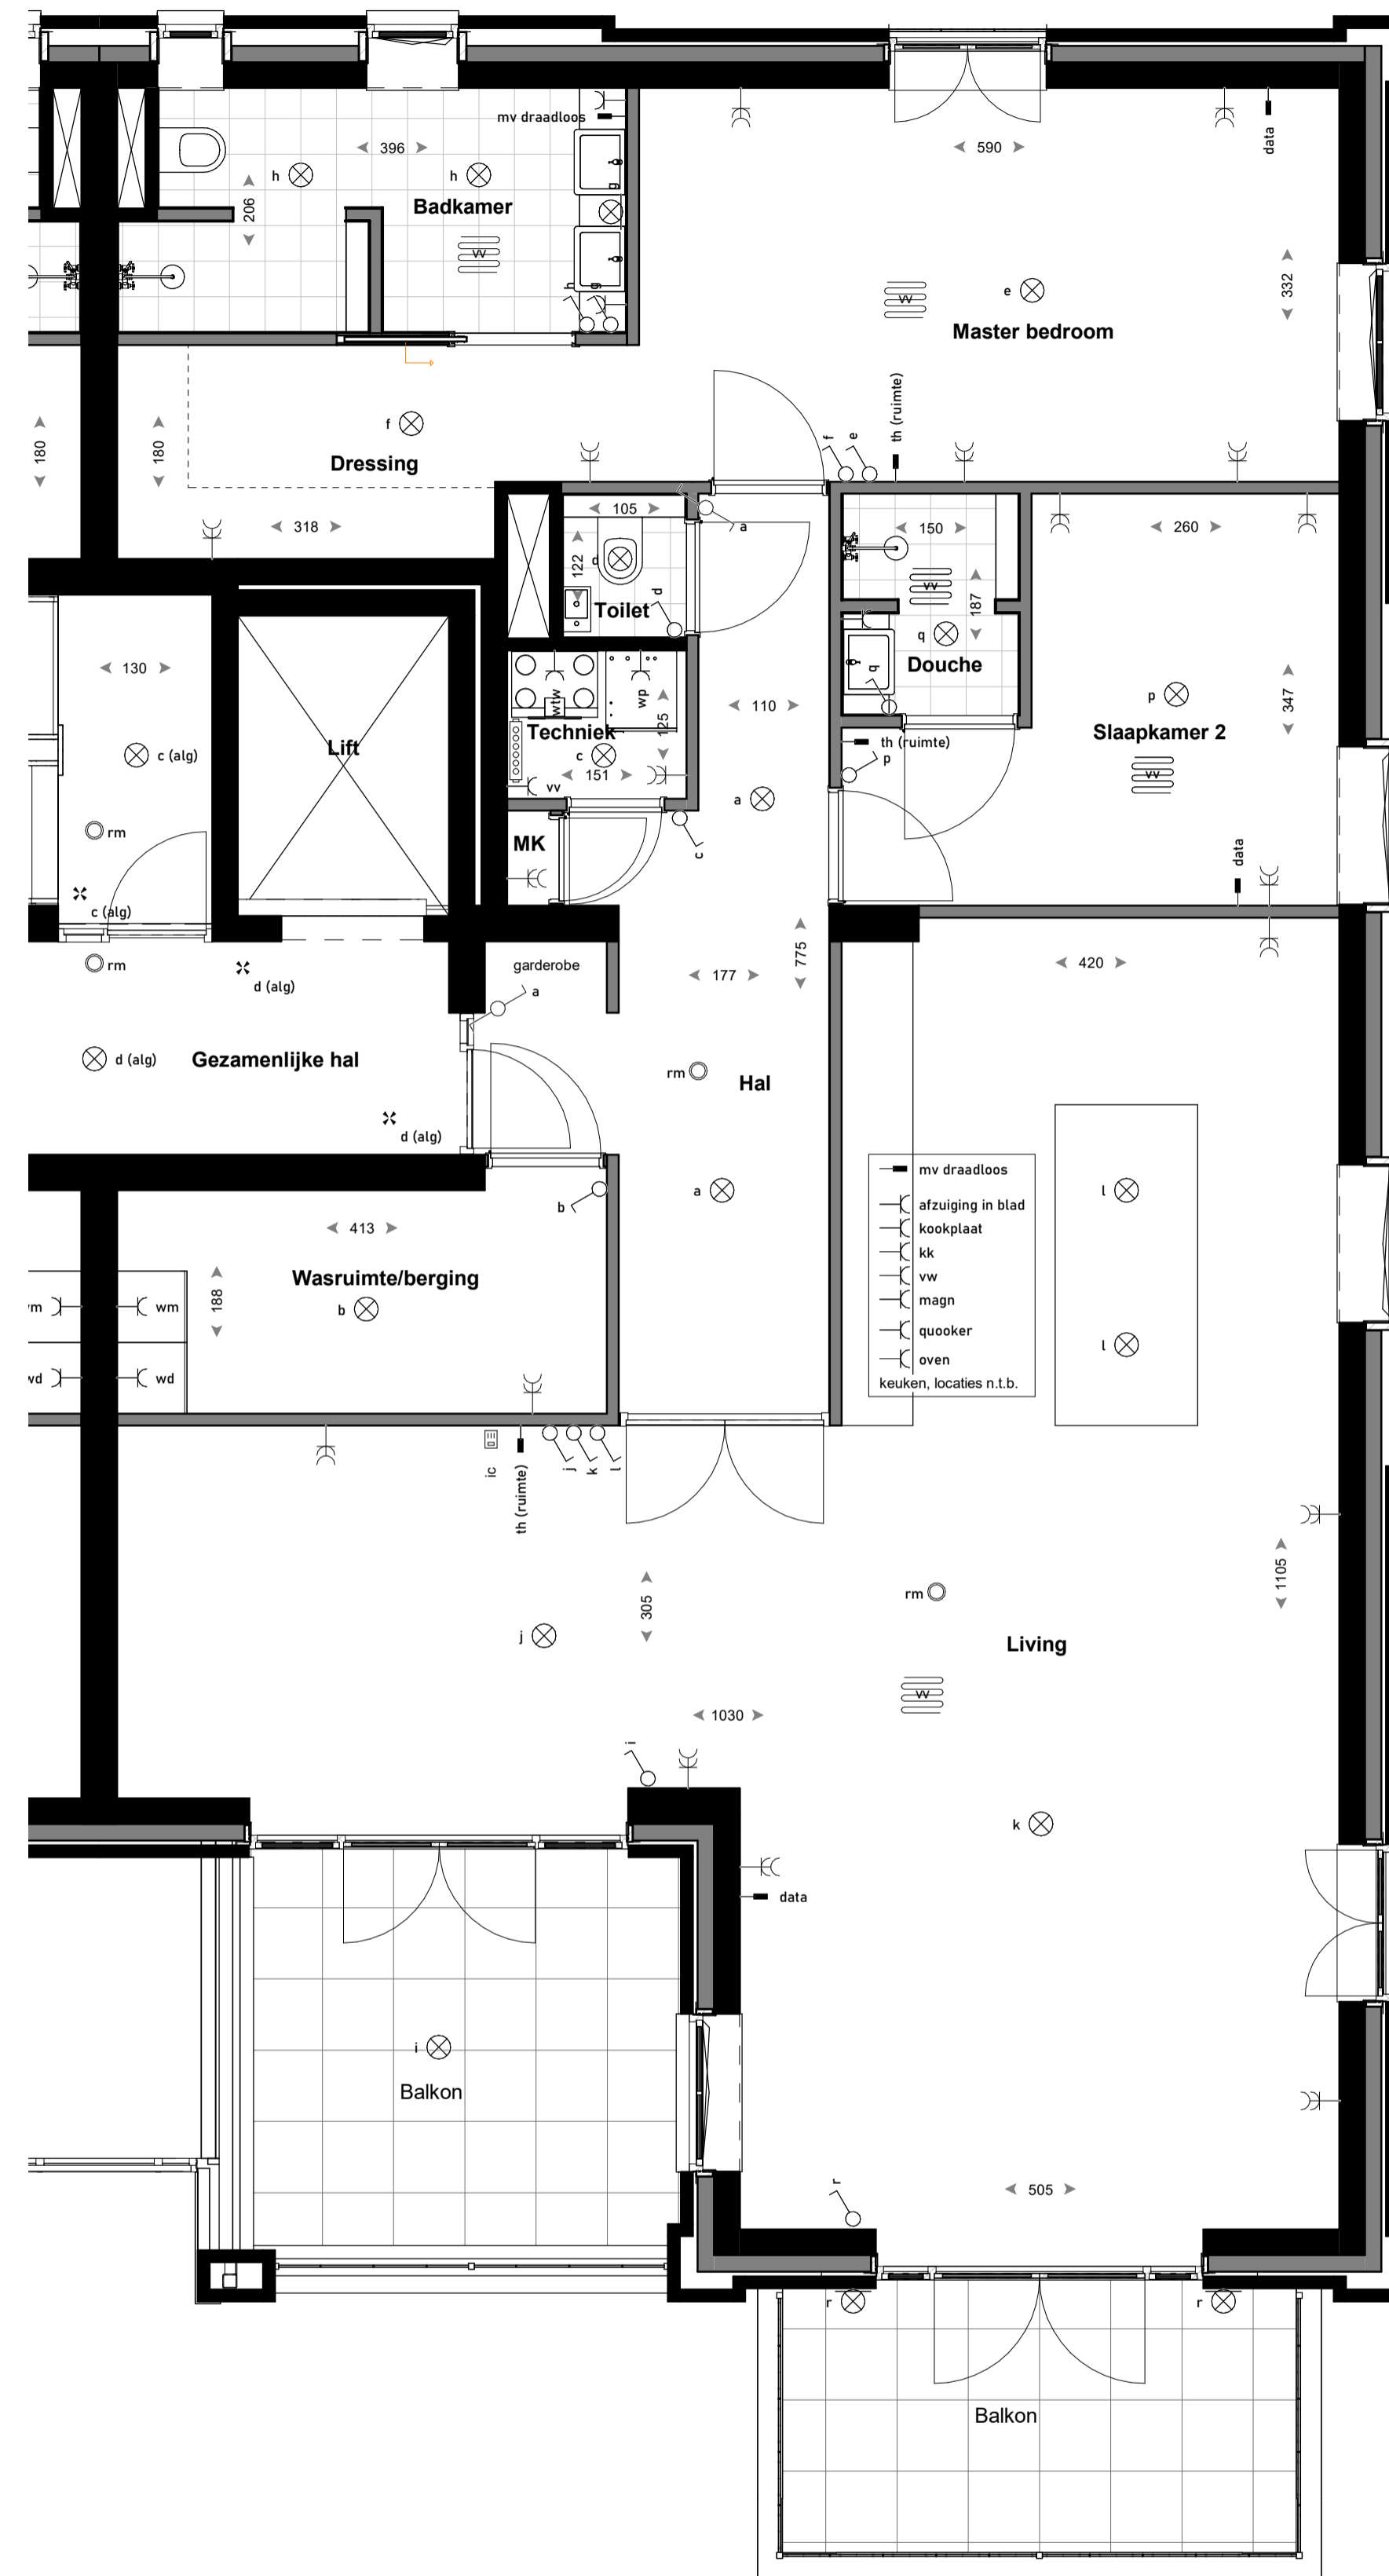 mv draadloos
396
590
data
h
h
206
Badkamer
g
vv
h
g
332
e
vv
Master bedroom
180
180
f
Dressing
f
e
th (ruimte)
318
105
a
150
260
122
d
d
Toilet
vv
187
q
Douche
q
130
wtw
wp
125
110
p
347
Lift
Techniek
c
Slaapkamer 2
th (ruimte)
p
c (alg)
151
vv
vv
a
rm
MK
c
data
c (alg)
rm
d (alg)
garderobe
a
177
775
420
d (alg)
Gezamenlijke hal
rm
Hal
d (alg)
mv draadloos
a
l
b
afzuiging in blad
413
kookplaat
kk
Wasruimte/berging
vw
188
b
magn
wm
wm
quooker
l
oven
wd
wd
keuken, locaties n.t.b.
ic
th (ruimte)
j
k
l
1105
305
rm
j
Living
vv
1030
i
k
data
i
Balkon
r
505
r
r
Balkon